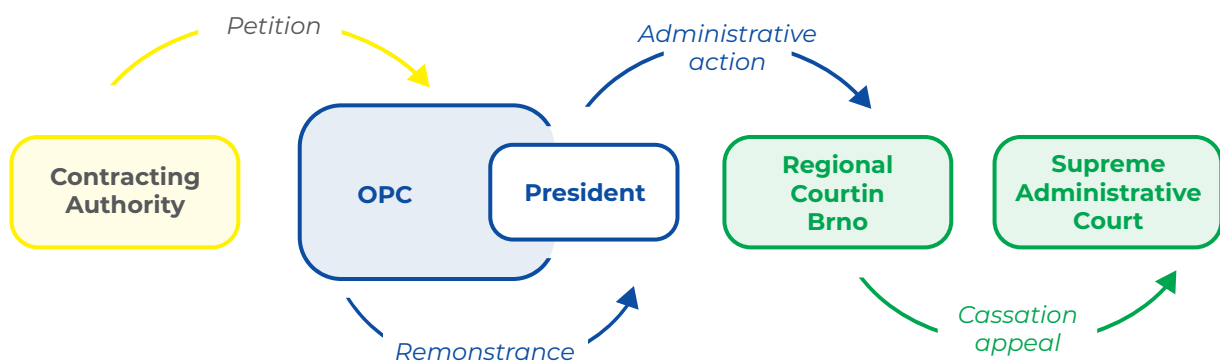 Petition
Administrative
action
Contracting
Authority
OPC
President
Regional
Courtin
Brno
Supreme
Administrative
Court
Remonstrance
Cassation
appeal